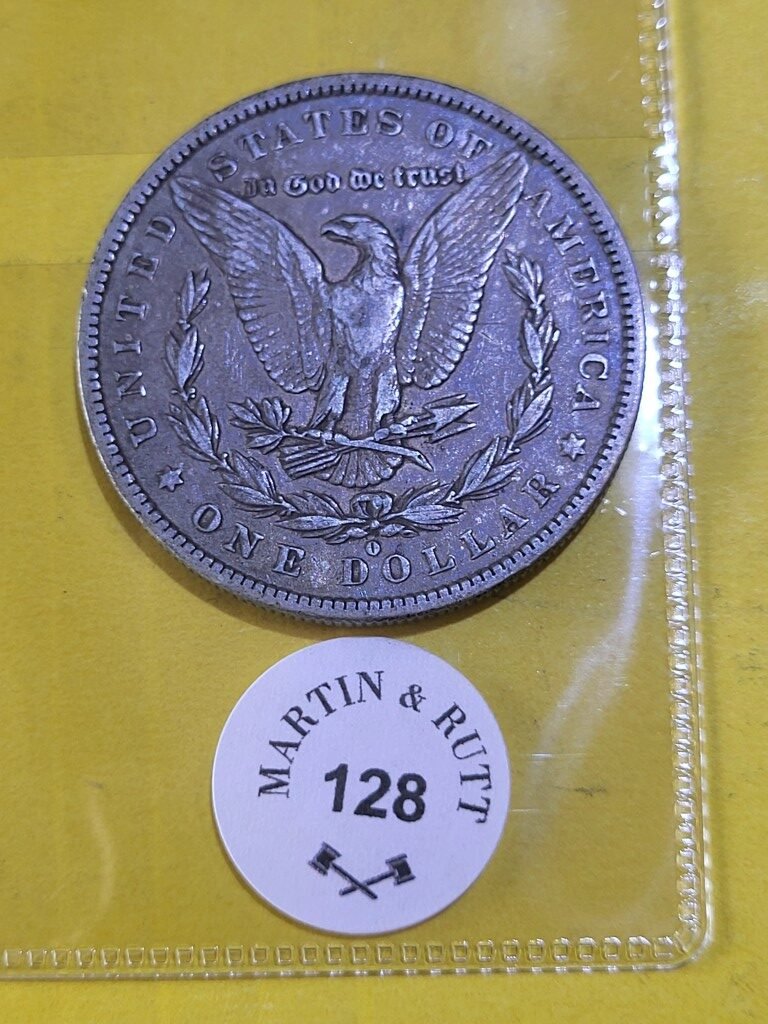 UNITED STATES OF AMERICA
In God we trust
ONE DOLLAR
O
MARTIN & RUTT
128